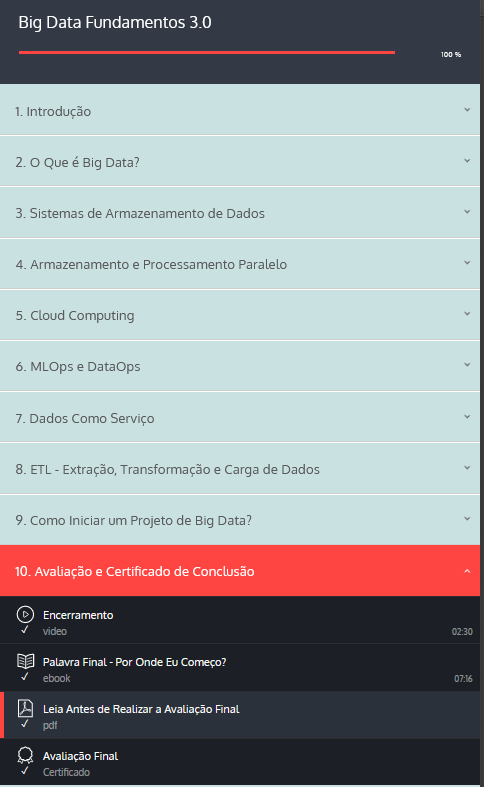 Big Data Fundamentos 3.0
100 %
1. Introdução
2. O Que é Big Data?
3. Sistemas de Armazenamento de Dados
4. Armazenamento e Processamento Paralelo
5. Cloud Computing
6. MLOps e DataOps
7. Dados Como Serviço
8. ETL - Extração, Transformação e Carga de Dados
9. Como Iniciar um Projeto de Big Data?
10. Avaliação e Certificado de Conclusão
Encerramento
video 02:30
Palavra Final - Por Onde Eu Começo?
ebook 07:16
Leia Antes de Realizar a Avaliação Final
pdf
Avaliação Final
Certificado